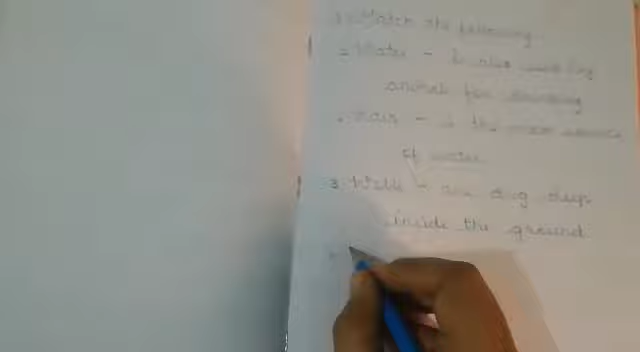 Match the following
Water - is also used by
animals for drinking
Rain - is the main source
of water
3. Wells - are dug deep
inside the ground